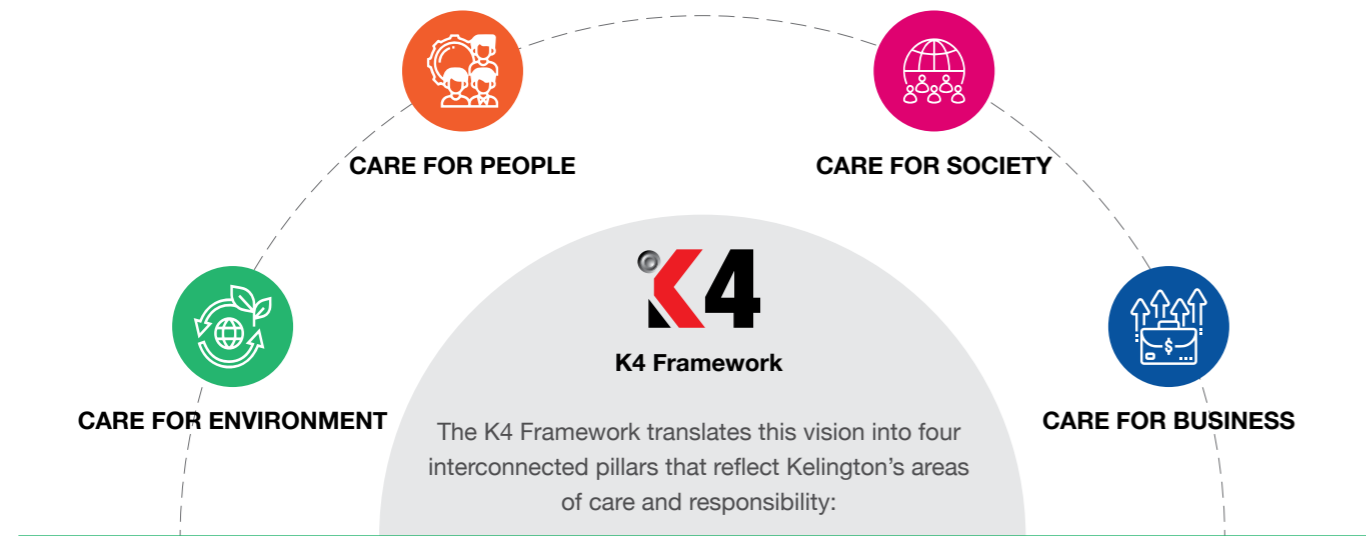 CARE FOR PEOPLE
CARE FOR SOCIETY
CARE FOR ENVIRONMENT
CARE FOR BUSINESS
K4
K4 Framework
The K4 Framework translates this vision into four
interconnected pillars that reflect Kelington’s areas
of care and responsibility: